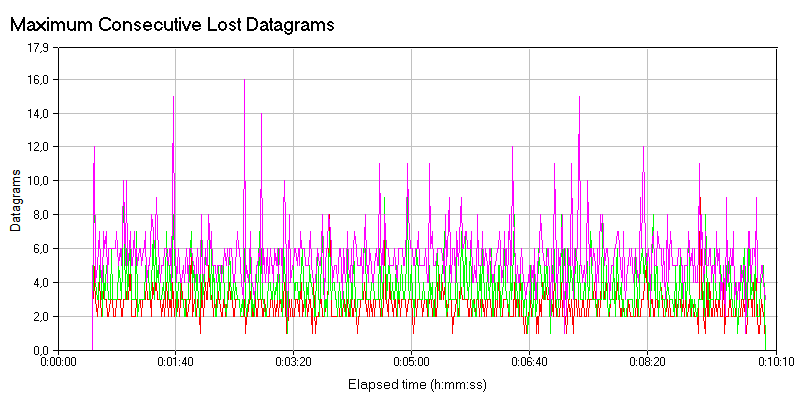 Maximum Consecutive Lost Datagrams
17,9
16,0
14,0
12,0
10,0
8,0
6,0
4,0
2,0
0,0
Datagrams
0:00:00 0:01:40 0:03:20 0:05:00 0:06:40 0:08:20 0:10:10
Elapsed time (h:mm:ss)